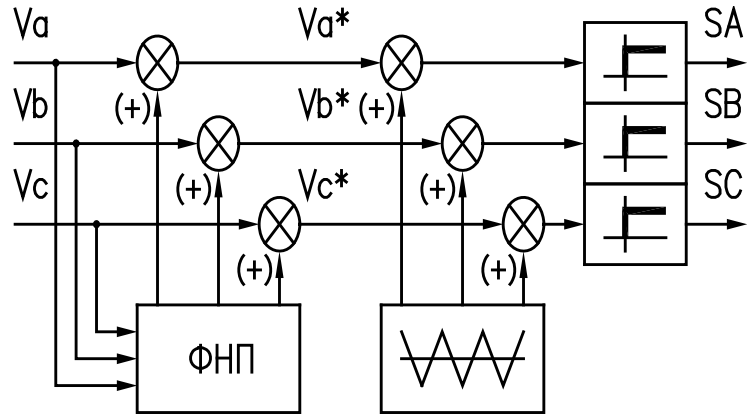 Va Va* SA
(+) (+)
Vb Vb* SB
(+) (+)
Vc Vc* SC
(+) (+)
ФНП